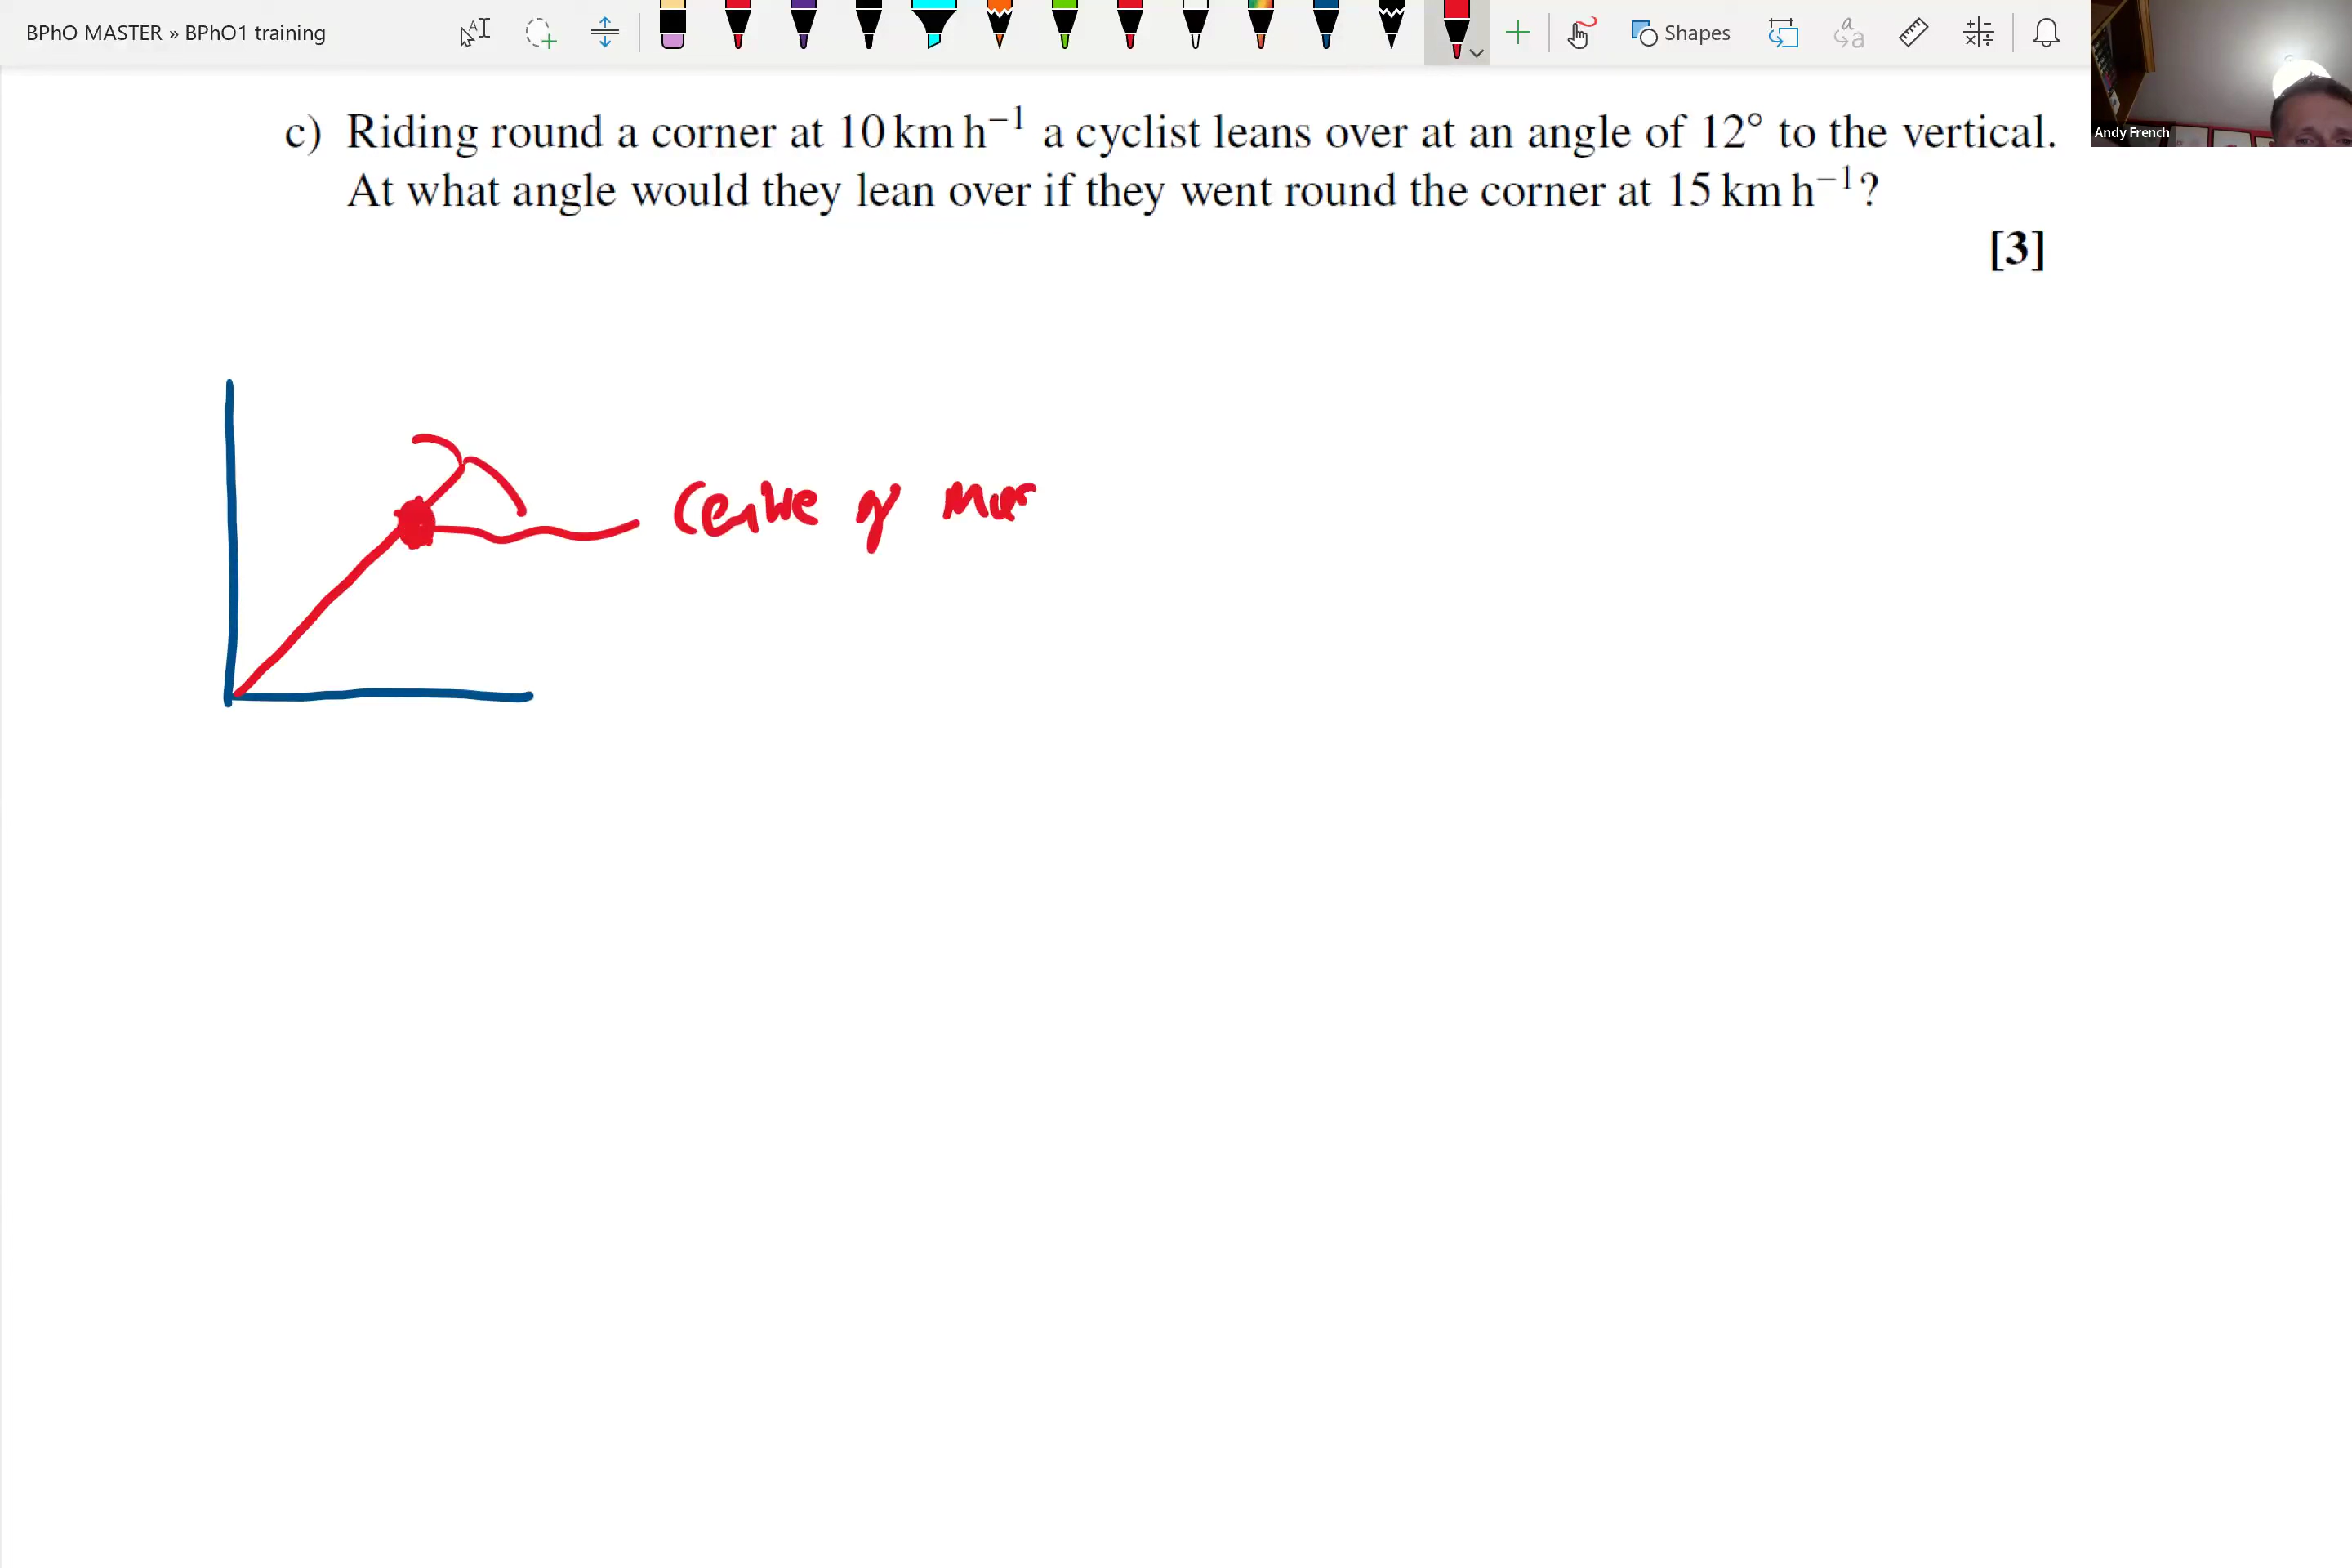 BPhO MASTER » BPhO1 training
Shapes
Andy French
c) Riding round a corner at 10 km h⁻¹ a cyclist leans over at an angle of 12° to the vertical.
At what angle would they lean over if they went round the corner at 15 km h⁻¹?
[3]
Centre of mass